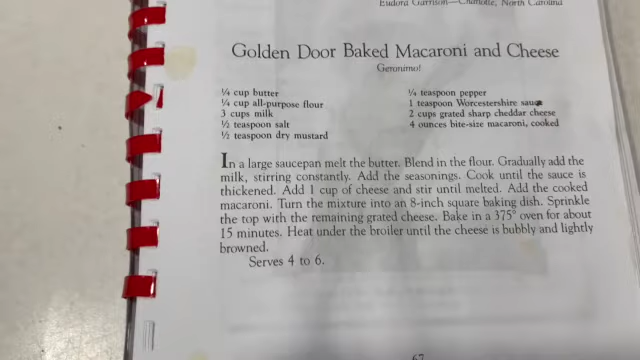 Eudora Garrison—Charlotte, North Carolina
Golden Door Baked Macaroni and Cheese
Geronimo!
¼ cup butter
¼ cup all-purpose flour
3 cups milk
½ teaspoon salt
½ teaspoon dry mustard
¼ teaspoon pepper
1 teaspoon Worcestershire sauce
2 cups grated sharp cheddar cheese
4 ounces bite-size macaroni, cooked
In a large saucepan melt the butter. Blend in the flour. Gradually add the
milk, stirring constantly. Add the seasonings. Cook until the sauce is
thickened. Add 1 cup of cheese and stir until melted. Add the cooked
macaroni. Turn the mixture into an 8-inch square baking dish. Sprinkle
the top with the remaining grated cheese. Bake in a 375° oven for about
15 minutes. Heat under the broiler until the cheese is bubbly and lightly
browned.
Serves 4 to 6.
67